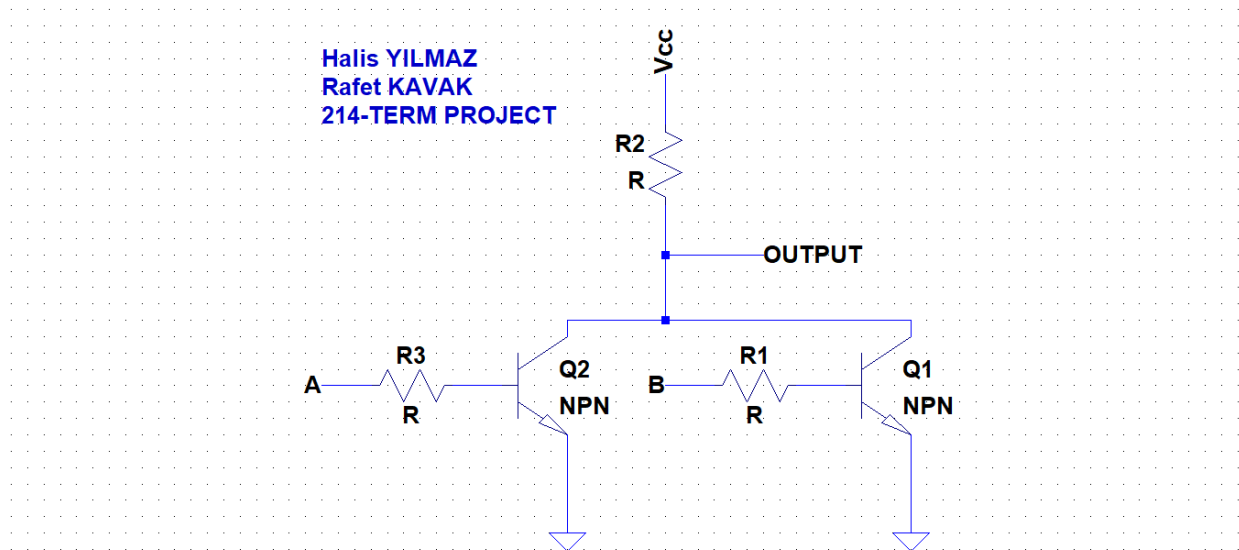 Halis YILMAZ
Rafet KAVAK
214-TERM PROJECT
Vcc
R2
R
OUTPUT
A
R3
R
Q2
NPN
B
R1
R
Q1
NPN